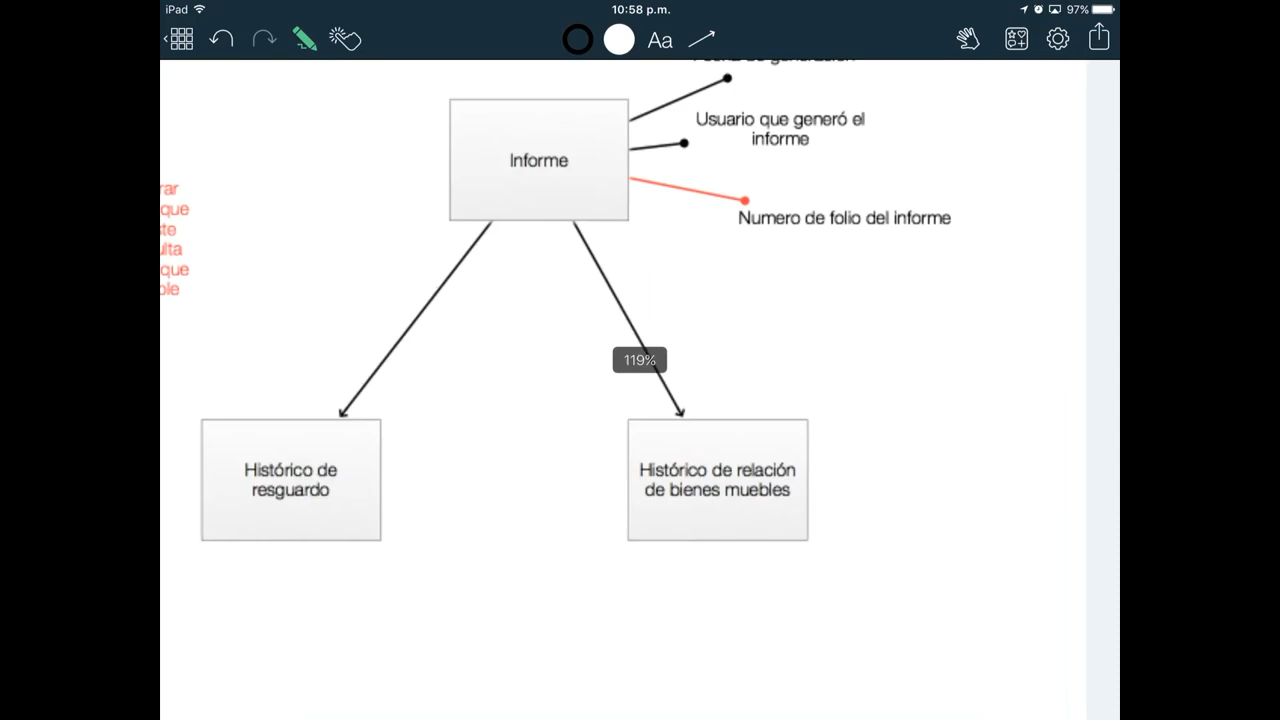 iPad
10:58 p.m.
97%
Aa
Usuario que generó el
informe
Informe
Numero de folio del informe
que
que
119%
Histórico de
resguardo
Histórico de relación
de bienes muebles